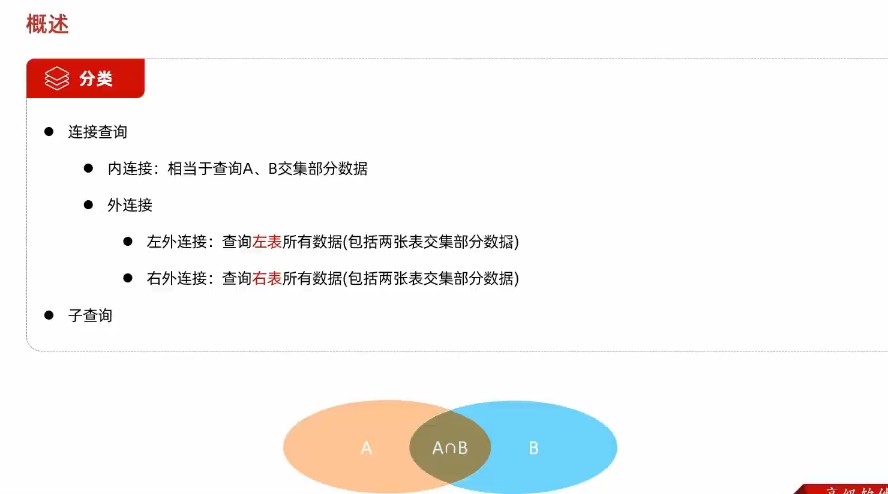 概述
分类
● 连接查询
● 内连接：相当于查询A、B交集部分数据
● 外连接
● 左外连接：查询左表所有数据(包括两张表交集部分数据)
● 右外连接：查询右表所有数据(包括两张表交集部分数据)
● 子查询
A
A∩B
B